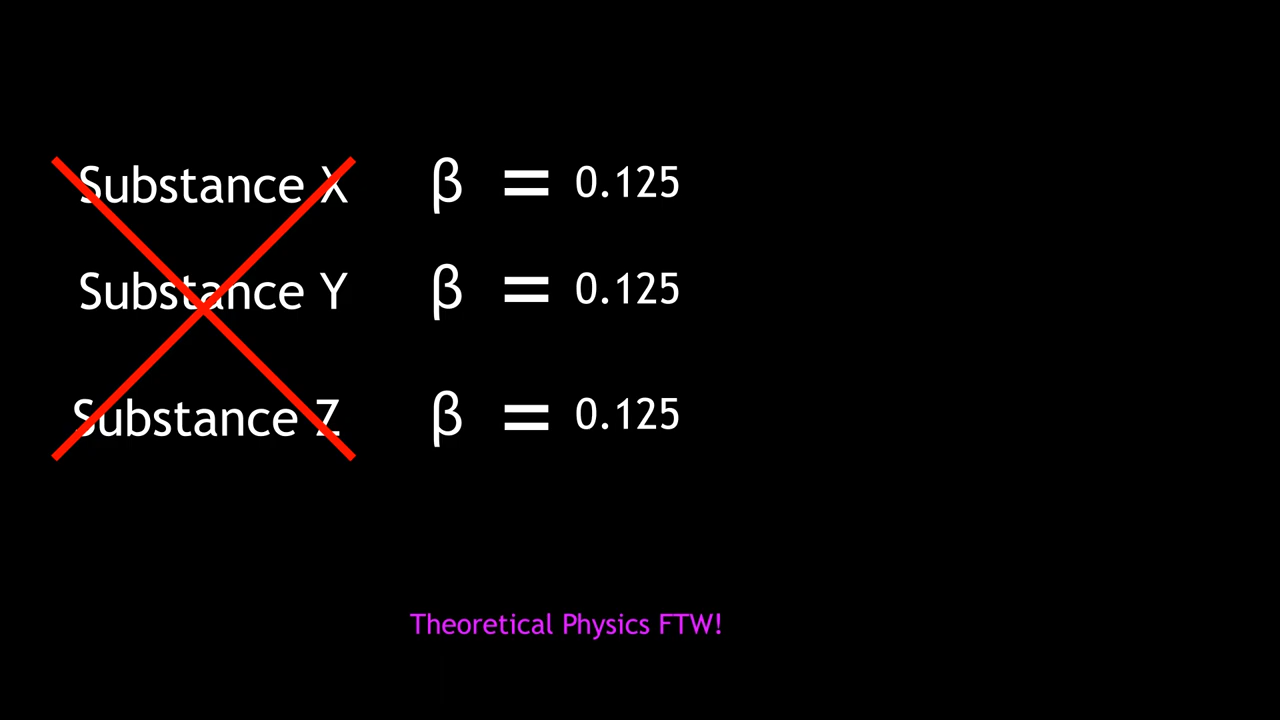 Substance X β = 0.125
Substance Y β = 0.125
Substance Z β = 0.125
Theoretical Physics FTW!